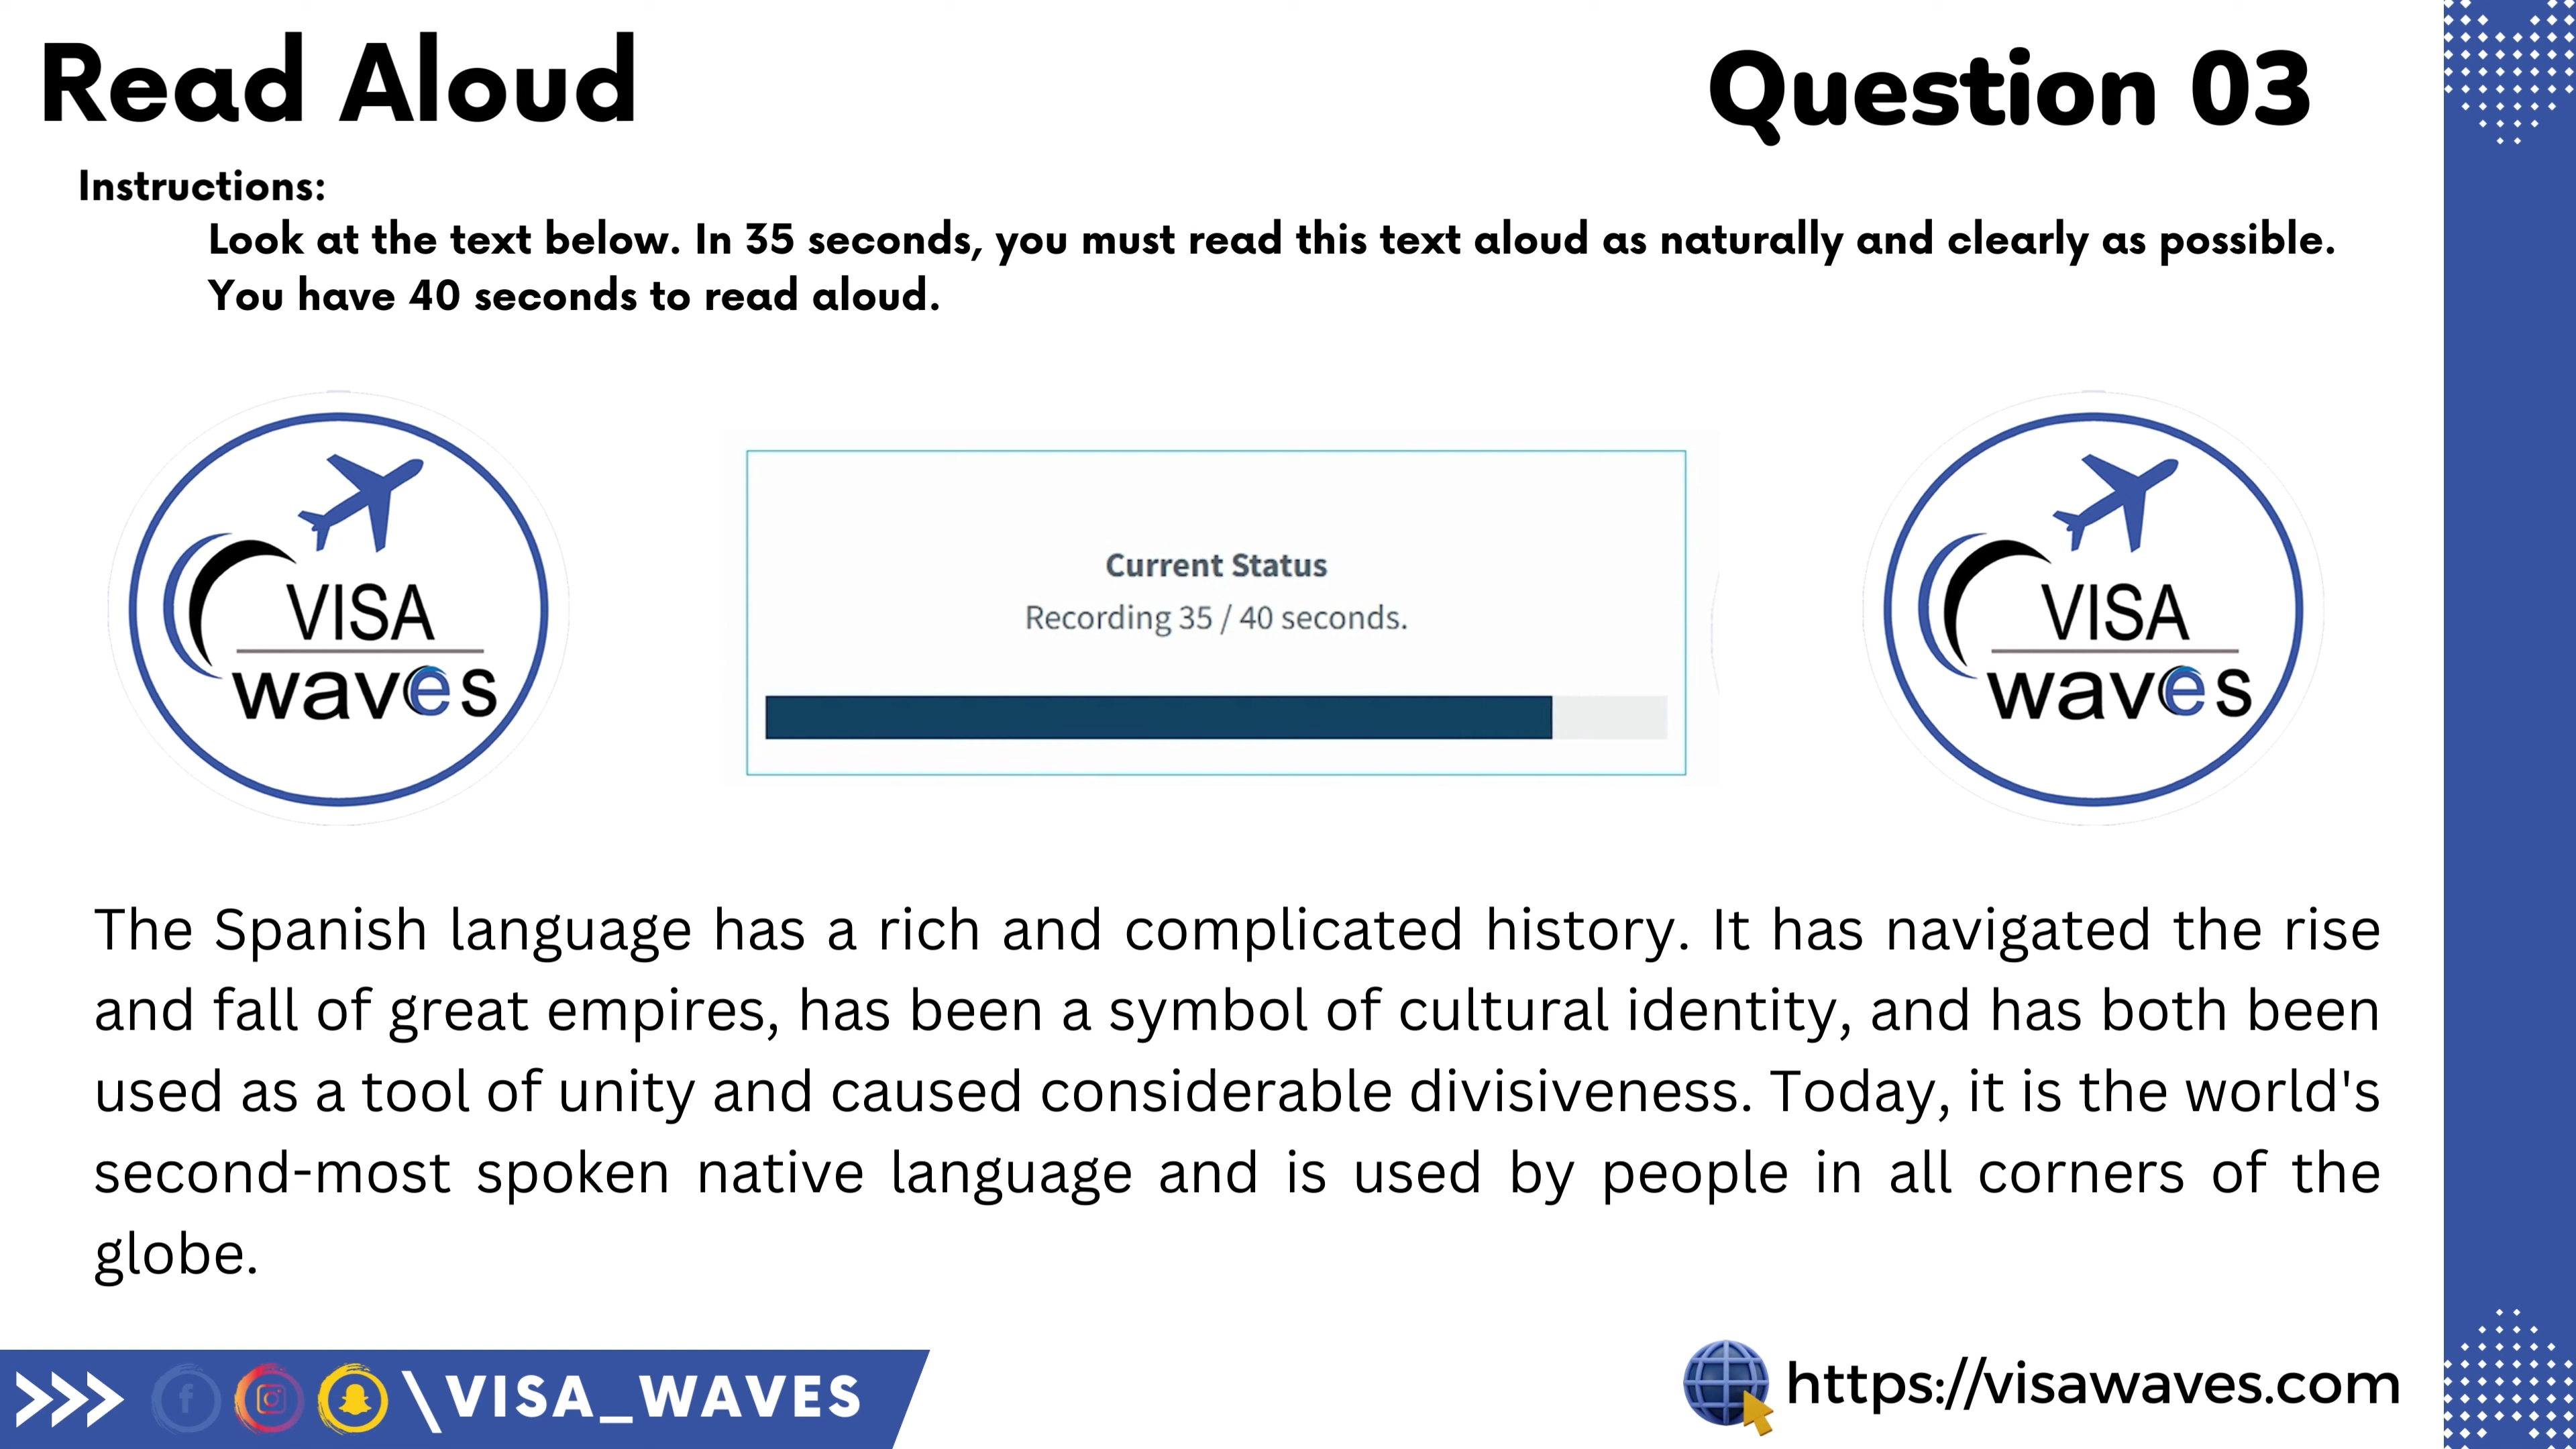 Read Aloud
Question 03
Instructions:
Look at the text below. In 35 seconds, you must read this text aloud as naturally and clearly as possible.
You have 40 seconds to read aloud.
VISA
waves
Current Status
Recording 35 / 40 seconds.
VISA
waves
The Spanish language has a rich and complicated history. It has navigated the rise
and fall of great empires, has been a symbol of cultural identity, and has both been
used as a tool of unity and caused considerable divisiveness. Today, it is the world's
second-most spoken native language and is used by people in all corners of the
globe.
\VISA_WAVES
https://visawaves.com